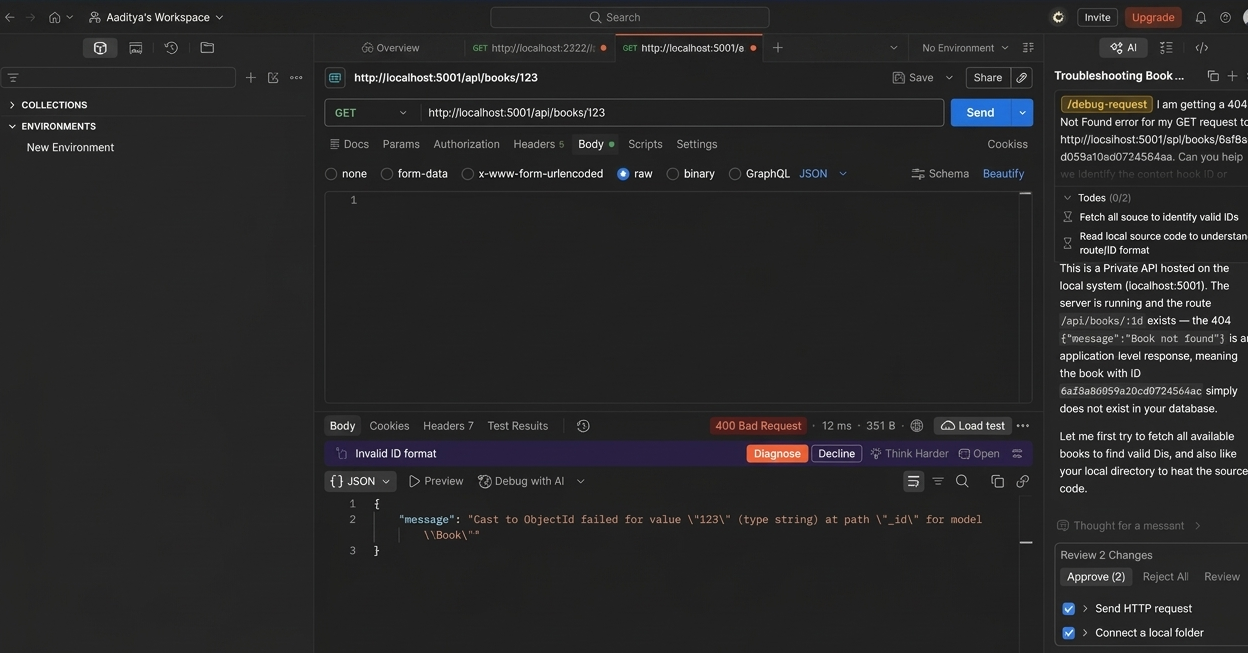 Aaditya's Workspace
Search
Invite
Upgrade
Overview
GET http://localhost:2322/
GET http://localhost:5001/a
No Environment
AI
COLLECTIONS
ENVIRONMENTS
New Environment
http://localhost:5001/api/books/123
Save
Share
GET
http://localhost:5001/api/books/123
Send
Docs
Params
Authorization
Headers 5
Body
Scripts
Settings
Cookiss
none
form-data
x-www-form-urlencoded
raw
binary
GraphQL
JSON
Schema
Beautify
1
Body
Cookies
Headers 7
Test Results
400 Bad Request
· 12 ms · 351 B ·
Load test
Invalid ID format
Diagnose
Decline
Think Harder
Open
{} JSON
Preview
Debug with AI
1 {
2 "message": "Cast to ObjectId failed for value \"123\" (type string) at path \"_id\" for model
\\Book\""
3 }
Troubleshooting Book ...
/debug-request I am getting a 404
Not Found error for my GET request to
http://locsihost:5001/spl/books/6af8s
d059a10ad0724564aa. Can you heip
we identify the contert hook ID or
Todes (0/2)
Fetch all souce to identify valid IDs
Read local source code to understan
route/ID format
This is a Private API hosted on the
local system (localhost:5001). The
server is running and the route
/api/books/:1d exists — the 404
{"message":"Book not found"} is a
application level response, meaning
the book with ID
6af8a86059a20cd0724564ac simply
does not exist in your database.
Let me first try to fetch all available
books to find valid Dis, and also like
your local directory to heat the source
code.
Thought for a messant
Review 2 Changes
Approve (2)
Reject All
Review
Send HTTP request
Connect a local folder